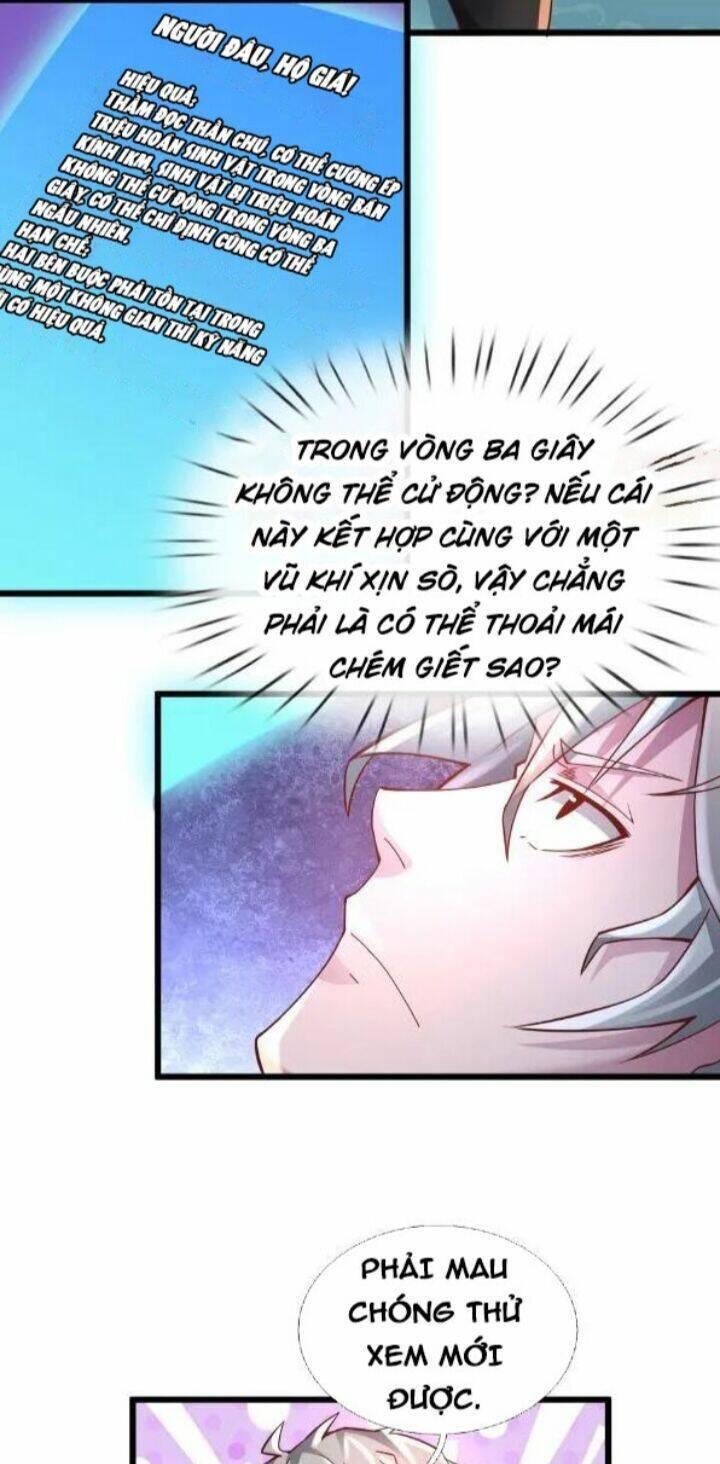 NGƯỜI ĐÂU, HỘ GIÁ!
HIỆU QUẢ:
THẦM ĐỌC THẦN CHÚ, CÓ THỂ CƯỠNG ÉP
TRIỆU HOÁN SINH VẬT TRONG VÒNG BÁN
KÍNH 1KM, SINH VẬT BỊ TRIỆU HOÁN
KHÔNG THỂ CỬ ĐỘNG TRONG VÒNG BA
GIÂY, CÓ THỂ CHỈ ĐỊNH CŨNG CÓ THỂ
NGẪU NHIÊN.
HẠN CHẾ:
HAI BÊN BUỘC PHẢI TỒN TẠI TRONG
MỘT KHÔNG GIAN THÌ KỸ NĂNG
CÓ HIỆU QUẢ.
TRONG VÒNG BA GIÂY
KHÔNG THỂ CỬ ĐỘNG? NẾU CÁI
NÀY KẾT HỢP CÙNG VỚI MỘT
VŨ KHÍ XỊN SÒ, VẬY CHẲNG
PHẢI LÀ CÓ THỂ THOẢI MÁI
CHÉM GIẾT SAO?
PHẢI MAU
CHÓNG THỬ
XEM MỚI
ĐƯỢC.